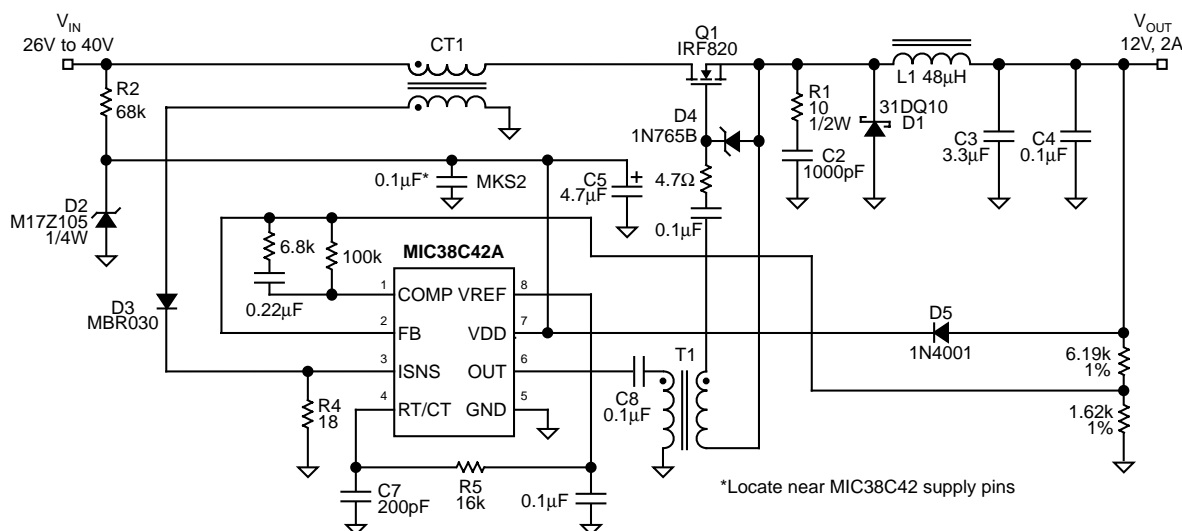 VIN
26V to 40V
CT1
Q1
IRF820
VOUT
12V, 2A
R2
68k
L1 48µH
D4
1N765B
R1
10
1/2W
31DQ10
D1
C2
1000pF
C3
3.3µF
C4
0.1µF
0.1µF*
MKS2
C5
4.7µF
+
4.7Ω
0.1µF
D2
M17Z105
1/4W
6.8k
100k
0.22µF
MIC38C42A
D3
MBR030
1
COMP
VREF
8
2
FB
VDD
7
3
ISNS
OUT
6
4
RT/CT
GND
5
D5
1N4001
T1
C8
0.1µF
6.19k
1%
1.62k
1%
R4
18
C7
200pF
R5
16k
0.1µF
*Locate near MIC38C42 supply pins